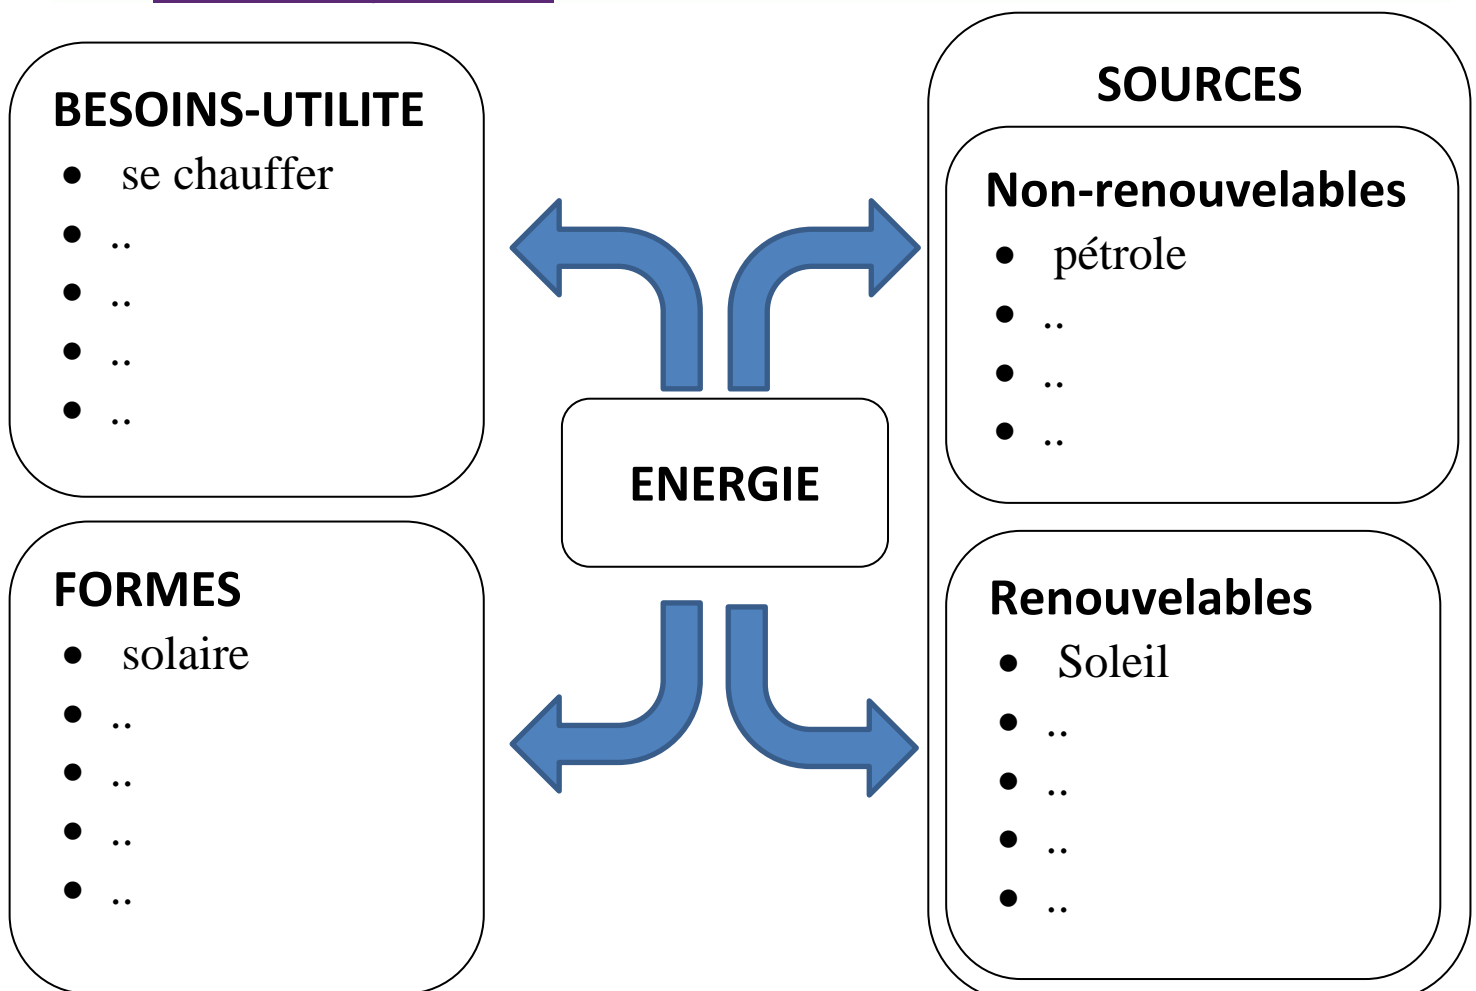 BESOINS-UTILITE
• se chauffer
• ..
• ..
• ..
• ..
FORMES
• solaire
• ..
• ..
• ..
• ..
ENERGIE
SOURCES
Non-renouvelables
• pétrole
• ..
• ..
• ..
Renouvelables
• Soleil
• ..
• ..
• ..
• ..